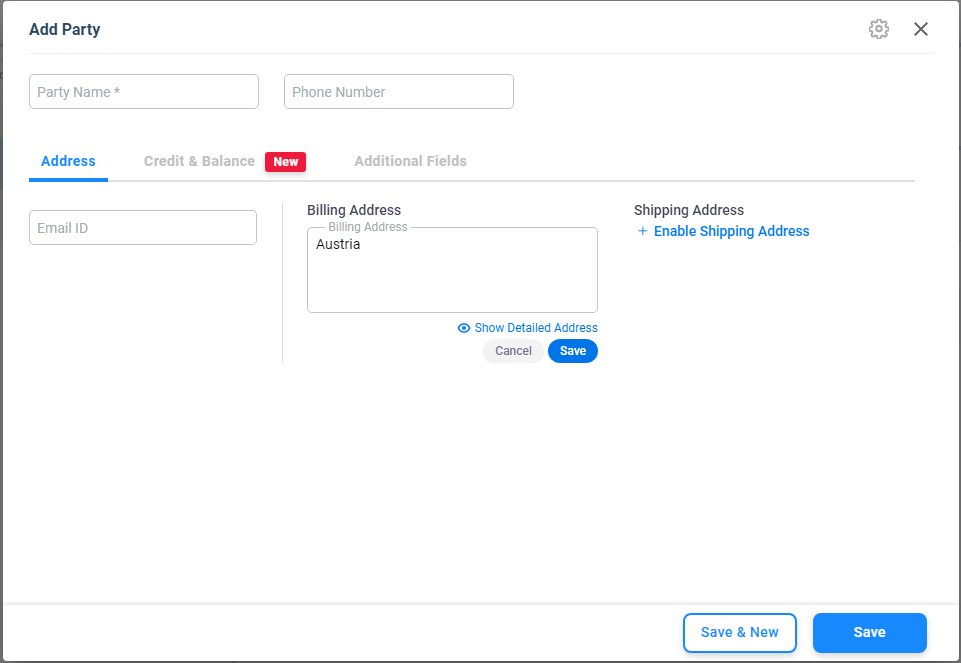 Add Party
Party Name *
Phone Number
Address
Credit & Balance New
Additional Fields
Email ID
Billing Address
Billing Address
Austria
Show Detailed Address
Cancel
Save
Shipping Address
+ Enable Shipping Address
Save & New
Save